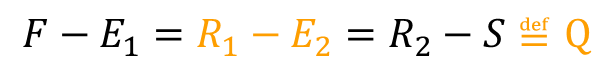 F − E₁ = R₁ − E₂ = R₂ − S ≝ Q